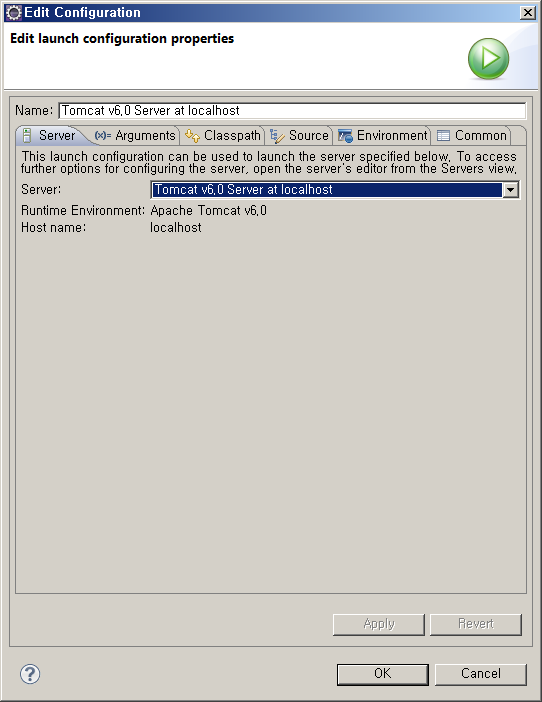 Edit Configuration
Edit launch configuration properties
Name: Tomcat v6.0 Server at localhost
Server (x)= Arguments Classpath Source Environment Common
This launch configuration can be used to launch the server specified below. To access
further options for configuring the server, open the server's editor from the Servers view.
Server: Tomcat v6.0 Server at localhost
Runtime Environment: Apache Tomcat v6.0
Host name: localhost
Apply Revert
? OK Cancel